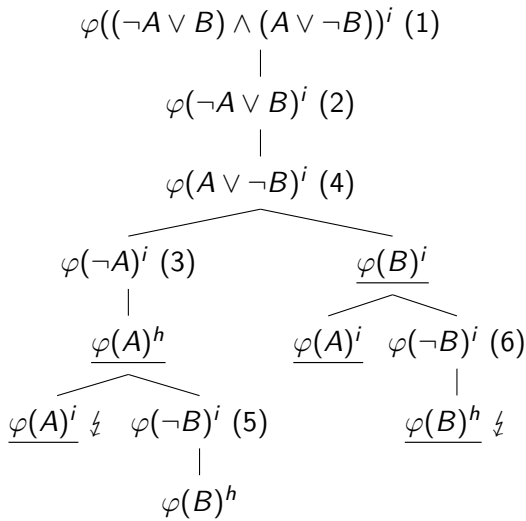 φ((¬A ∨ B) ∧ (A ∨ ¬B))ⁱ (1)
φ(¬A ∨ B)ⁱ (2)
φ(A ∨ ¬B)ⁱ (4)
φ(¬A)ⁱ (3) φ(B)ⁱ
φ(A)ʰ φ(A)ⁱ φ(¬B)ⁱ (6)
φ(A)ⁱ ↯ φ(¬B)ⁱ (5) φ(B)ʰ ↯
φ(B)ʰ